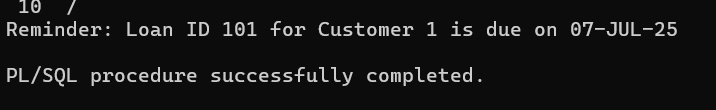 10  /
Reminder: Loan ID 101 for Customer 1 is due on 07-JUL-25
PL/SQL procedure successfully completed.